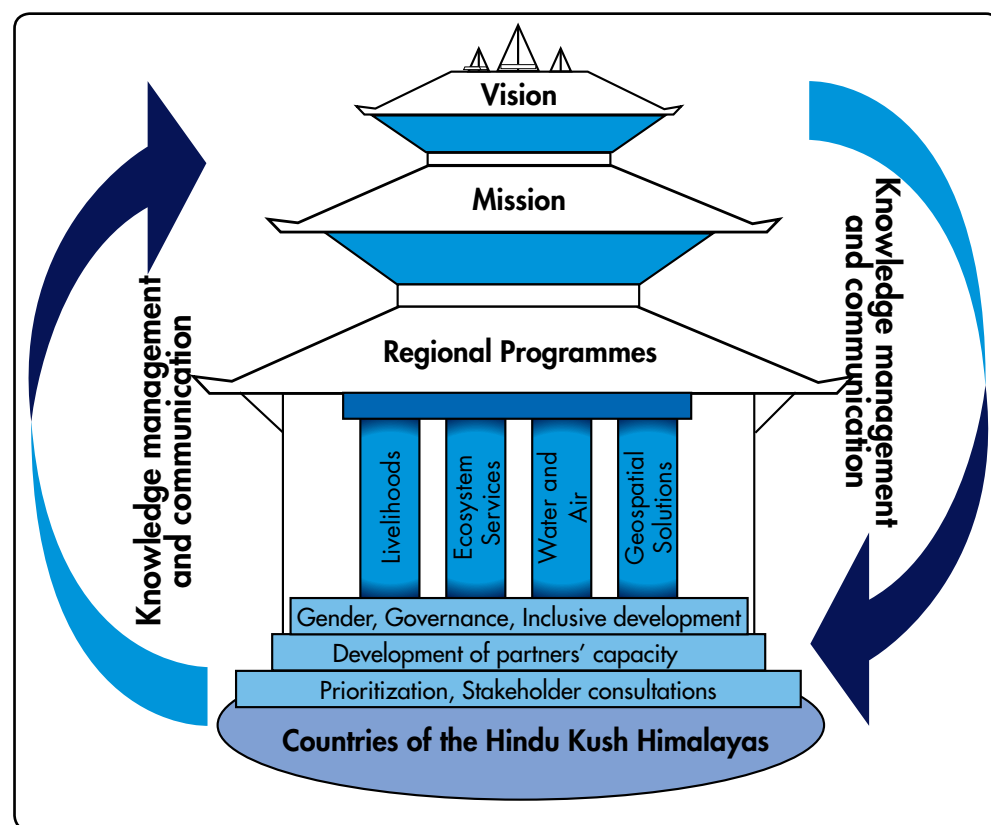 Vision
Mission
Regional Programmes
Knowledge management
and communication
Knowledge management
and communication
Livelihoods
Ecosystem
Services
Water and
Air
Geospatial
Solutions
Gender, Governance, Inclusive development
Development of partners’ capacity
Prioritization, Stakeholder consultations
Countries of the Hindu Kush Himalayas